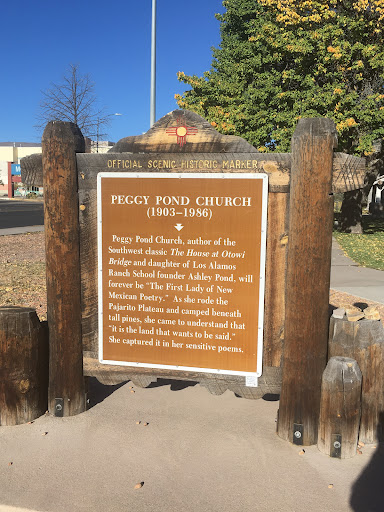 OFFICIAL SCENIC HISTORIC MARKER
PEGGY POND CHURCH
(1903–1986)
Peggy Pond Church, author of the
Southwest classic The House at Otowi
Bridge and daughter of Los Alamos
Ranch School founder Ashley Pond, will
forever be "The First Lady of New
Mexican Poetry." As she rode the
Pajarito Plateau and camped beneath
tall pines, she came to understand that
"it is the land that wants to be said."
She captured it in her sensitive poems.